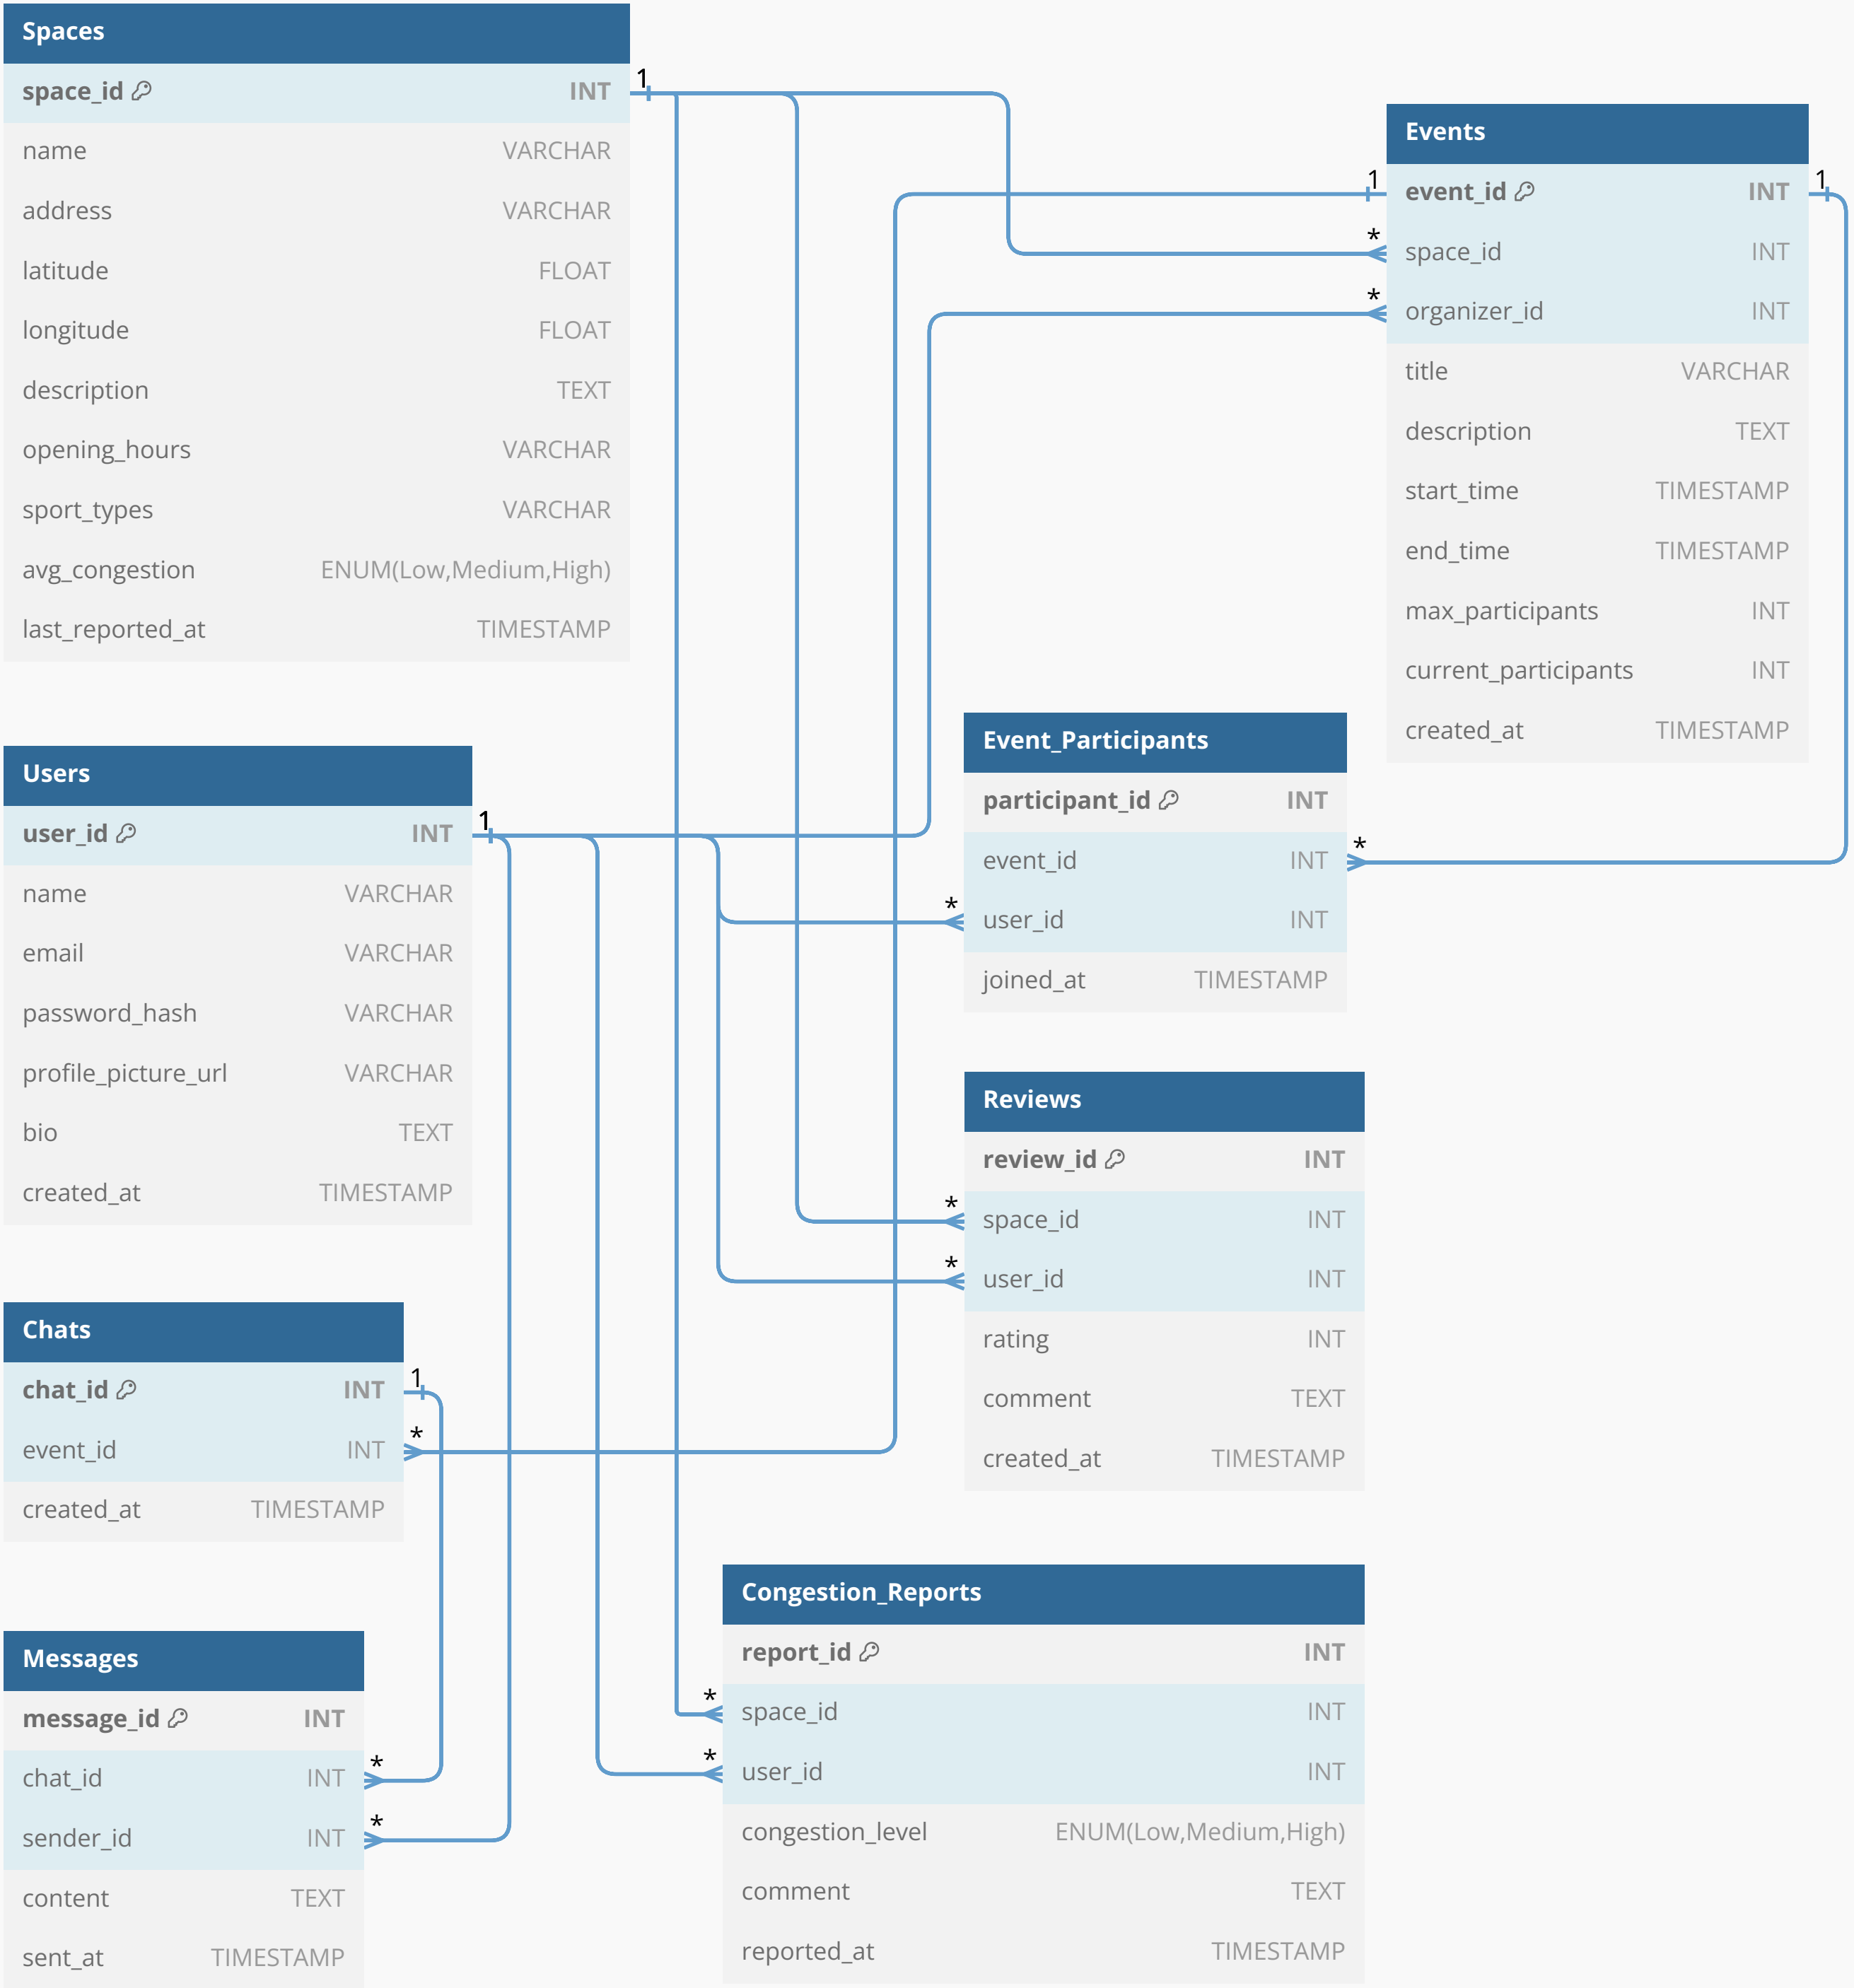 Spaces
space_id INT
name VARCHAR
address VARCHAR
latitude FLOAT
longitude FLOAT
description TEXT
opening_hours VARCHAR
sport_types VARCHAR
avg_congestion ENUM(Low,Medium,High)
last_reported_at TIMESTAMP
1
Events
1 event_id INT 1
* space_id INT
* organizer_id INT
title VARCHAR
description TEXT
start_time TIMESTAMP
end_time TIMESTAMP
max_participants INT
current_participants INT
created_at TIMESTAMP
Users
user_id INT 1
name VARCHAR
email VARCHAR
password_hash VARCHAR
profile_picture_url VARCHAR
bio TEXT
created_at TIMESTAMP
Event_Participants
participant_id INT
event_id INT *
* user_id INT
joined_at TIMESTAMP
Reviews
review_id INT
* space_id INT
* user_id INT
rating INT
comment TEXT
created_at TIMESTAMP
Chats
chat_id INT 1
event_id INT *
created_at TIMESTAMP
Messages
message_id INT
chat_id INT *
sender_id INT *
content TEXT
sent_at TIMESTAMP
Congestion_Reports
report_id INT
* space_id INT
* user_id INT
congestion_level ENUM(Low,Medium,High)
comment TEXT
reported_at TIMESTAMP